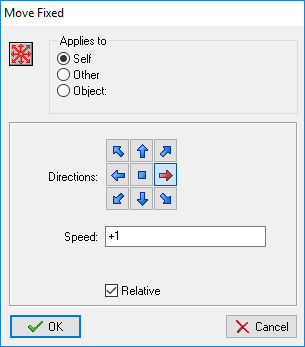 Move Fixed
Applies to
Self
Other
Object:
Directions:
Speed: +1
Relative
OK Cancel